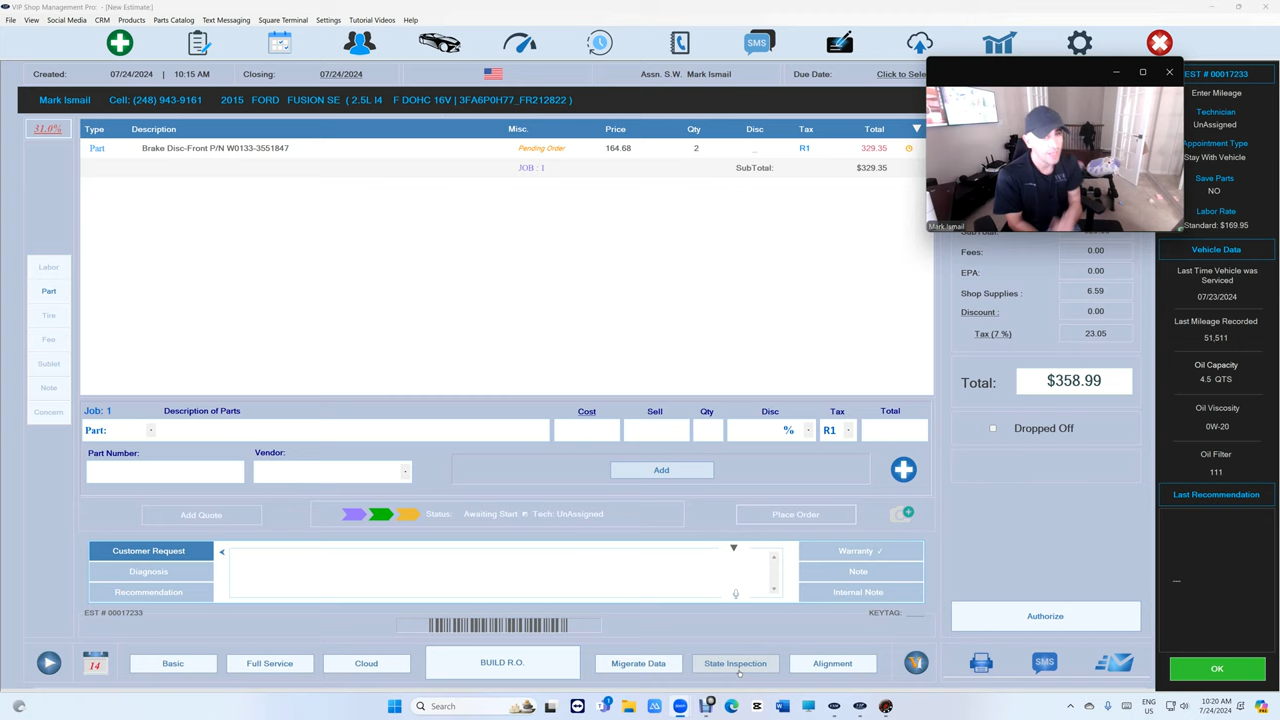 VIP Shop Management Pro: - [New Estimate:]
File View Social Media CRM Products Parts Catalog Text Messaging Square Terminal Settings Tutorial Videos Help
SMS
Created: 07/24/2024 | 10:15 AM Closing: 07/24/2024 Assn. S.W. Mark Ismail Due Date: Click to Sele
Mark Ismail Cell: (248) 943-9161 2015 FORD FUSION SE ( 2.5L I4 F DOHC 16V | 3FA6P0H77_FR212822 )
31.0%
Type Description Misc. Price Qty Disc Tax Total
Part Brake Disc-Front P/N W0133-3551847 Pending Order 164.68 2 _ R1 329.35
JOB : 1 SubTotal: $329.35
Labor
Part
Tire
Fee
Sublet
Note
Concern
Mark Ismail
Fees: 0.00
EPA: 0.00
Shop Supplies : 6.59
Discount : 0.00
Tax (7 %) 23.05
Total: $358.99
Dropped Off
Authorize
Job: 1 Description of Parts Cost Sell Qty Disc Tax Total
Part: % R1
Part Number: Vendor:
Add
Add Quote Status: Awaiting Start Tech: UnAssigned Place Order
Customer Request
Diagnosis
Recommendation
Warranty ✓
Note
Internal Note
EST # 00017233 KEYTAG: ____
14 Basic Full Service Cloud BUILD R.O. Migerate Data State Inspection Alignment SMS
EST # 00017233
Enter Mileage
Technician
UnAssigned
Appointment Type
Stay With Vehicle
Save Parts
NO
Labor Rate
Standard: $169.95
Vehicle Data
Last Time Vehicle was
Serviced
07/23/2024
Last Mileage Recorded
51,511
Oil Capacity
4.5 QTS
Oil Viscosity
0W-20
Oil Filter
111
Last Recommendation
---
OK
Search
ENG
US
10:20 AM
7/24/2024